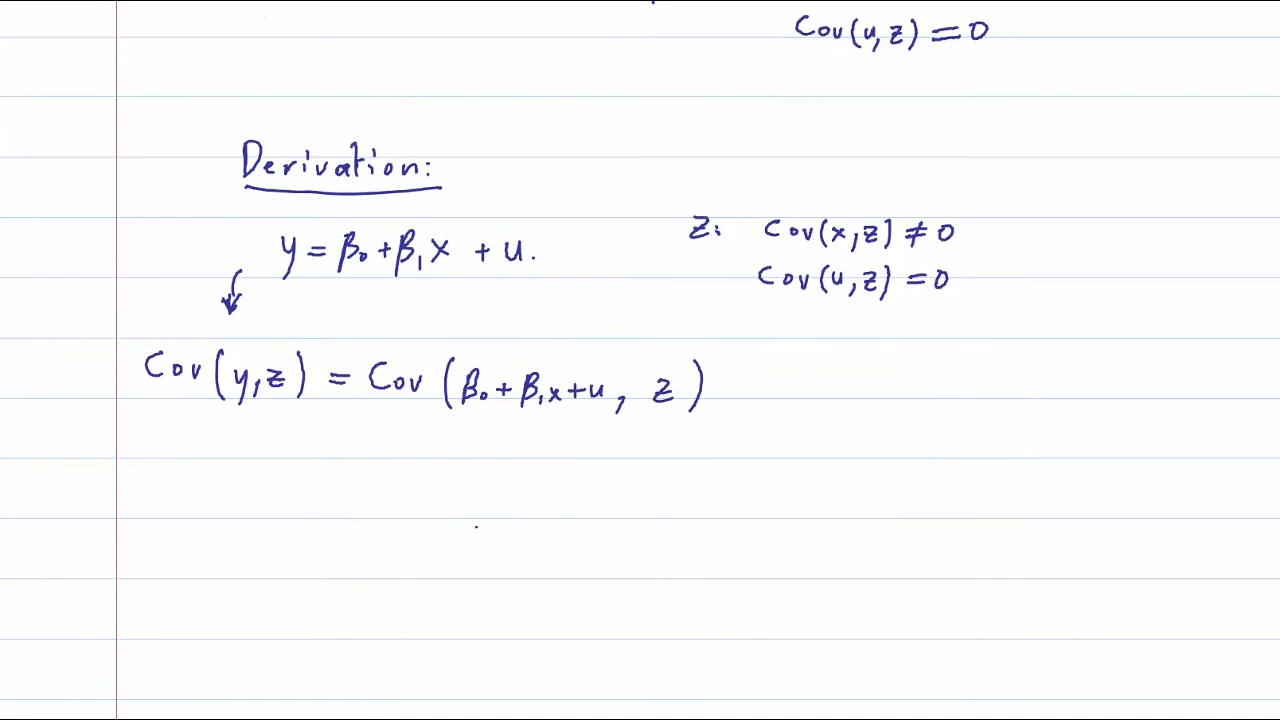 Cov(u,z) = 0
Derivation:
y = β₀ + β₁x + u.
z: Cov(x,z) ≠ 0
Cov(u,z) = 0
Cov(y,z) = Cov(β₀ + β₁x + u, z)